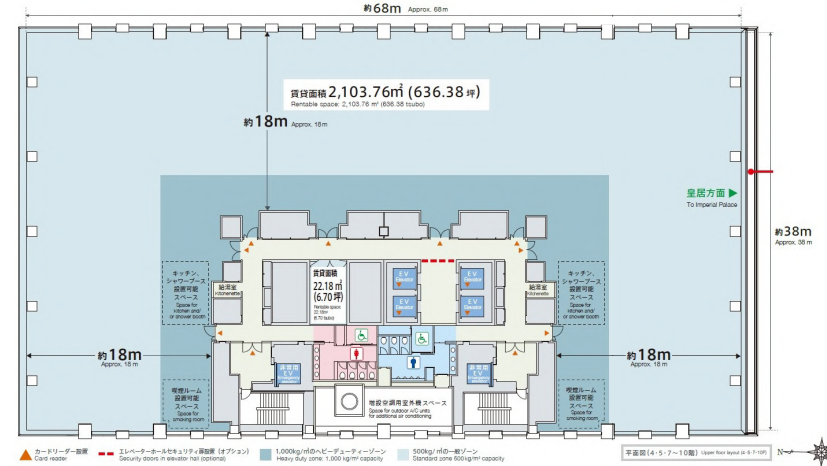 約68m Approx. 68m
賃貸面積2,103.76㎡ (636.38坪)
Rentable space: 2,103.76 m² (636.38 tsubo)
約18m Approx. 18m
皇居方面
To Imperial Palace
約38m
Approx. 38 m
キッチン、
シャワーブース
設置可能
スペース
Space for
kitchen and/
or shower booth
給湯室
Kitchenette
賃貸面積
22.18㎡
(6.70坪)
Rentable
space
22.18m²
(6.70 tsubo)
EV
Elevator
EV
Elevator
EV
Elevator
EV
Elevator
給湯室
Kitchenette
キッチン、
シャワーブース
設置可能
スペース
Space for
kitchen and/
or shower booth
約18m
Approx. 18 m
約18m
Approx. 18 m
非常用
EV
非常用
EV
喫煙ルーム
設置可能
スペース
Space for
smoking room
増設空調用室外機スペース
Space for outdoor A/C units
for additional air conditioning
喫煙ルーム
設置可能
スペース
Space for
smoking room
カードリーダー設置
Card reader
エレベーターホールセキュリティ扉設置 (オプション)
Security doors in elevator hall (optional)
1,000kg/㎡のヘビーデューティーゾーン
Heavy duty zone: 1,000 kg/m² capacity
500kg/㎡の一般ゾーン
Standard zone 500kg/m² capacity
平面図(4・5・7〜10階) Upper floor layout (4·5·7-10F)
N